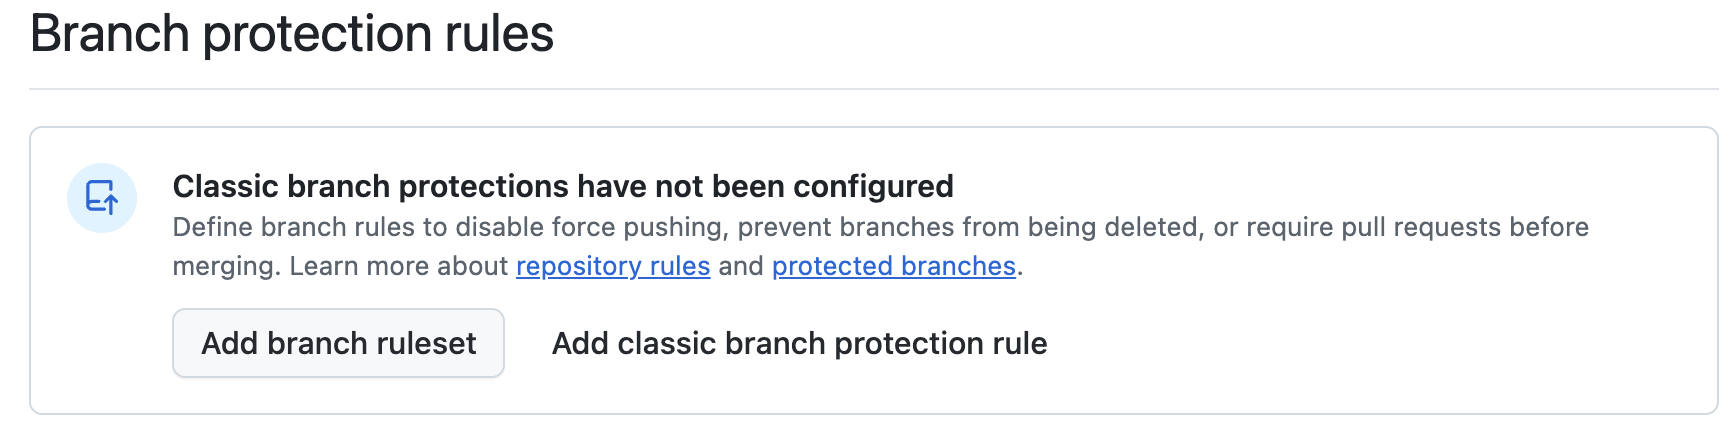 Branch protection rules
Classic branch protections have not been configured
Define branch rules to disable force pushing, prevent branches from being deleted, or require pull requests before
merging. Learn more about repository rules and protected branches.
Add branch ruleset
Add classic branch protection rule